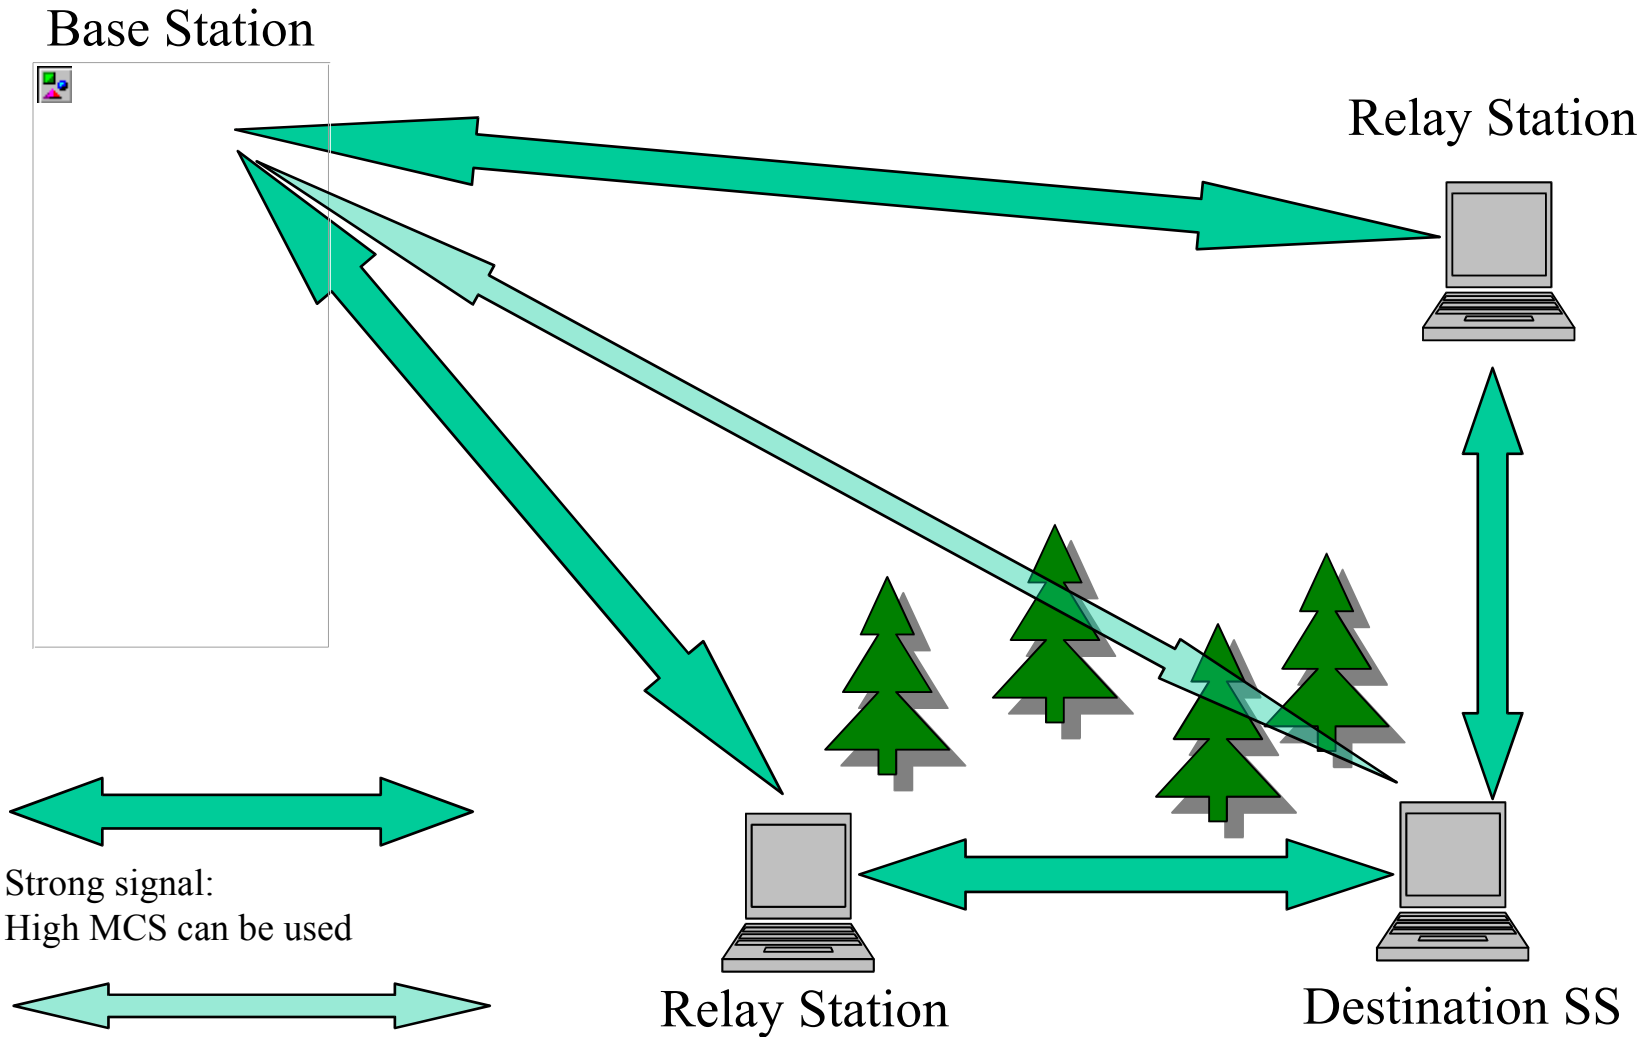 Base Station
Relay Station
Strong signal:
High MCS can be used
Relay Station
Destination SS